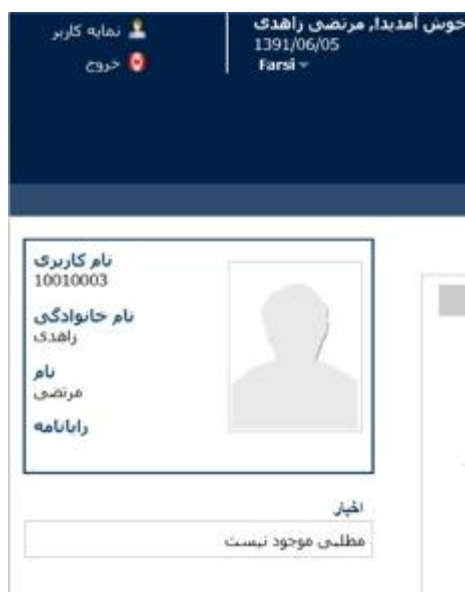 خوش آمدید!, مرتضی راهدی
1391/06/05
Farsi
نمایه کاربر
خروج
نام کاربری
10010003
نام خانوادگی
راهدی
نام
مرتضی
رایانامه
اخبار
مطلبی موجود نیست